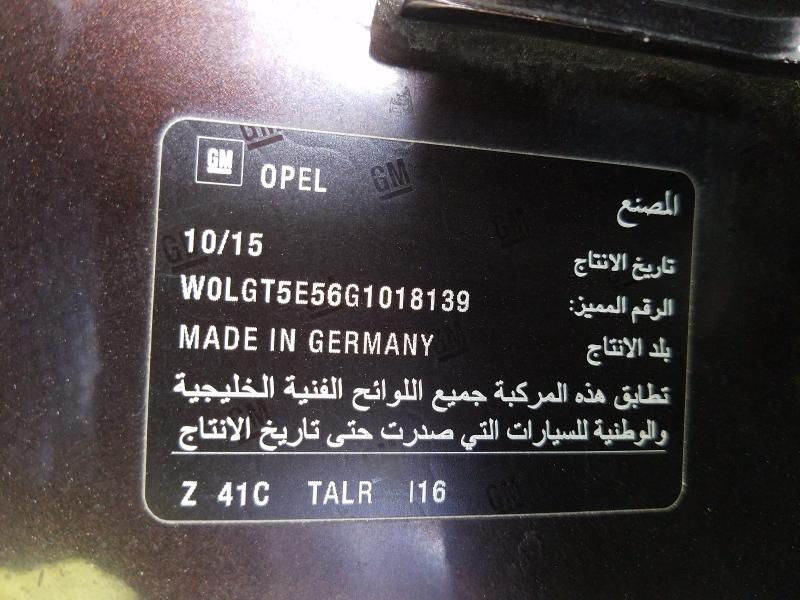 GM OPEL المصنع
10/15 تاريخ الانتاج
W0LGT5E56G1018139 الرقم المميز:
MADE IN GERMANY بلد الانتاج
تطابق هذه المركبة جميع اللوائح الفنية الخليجية
والوطنية للسيارات التي صدرت حتى تاريخ الانتاج
Z 41C TALR I16